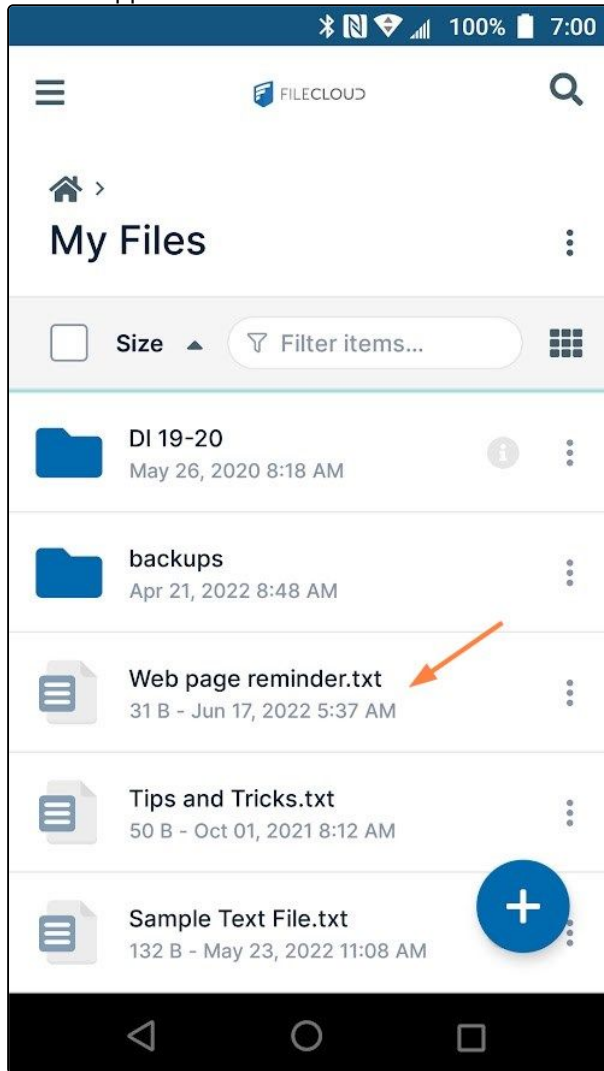 100% 7:00
FILECLOUD
My Files
Size Filter items...
DI 19-20
May 26, 2020 8:18 AM
backups
Apr 21, 2022 8:48 AM
Web page reminder.txt
31 B - Jun 17, 2022 5:37 AM
Tips and Tricks.txt
50 B - Oct 01, 2021 8:12 AM
Sample Text File.txt
132 B - May 23, 2022 11:08 AM